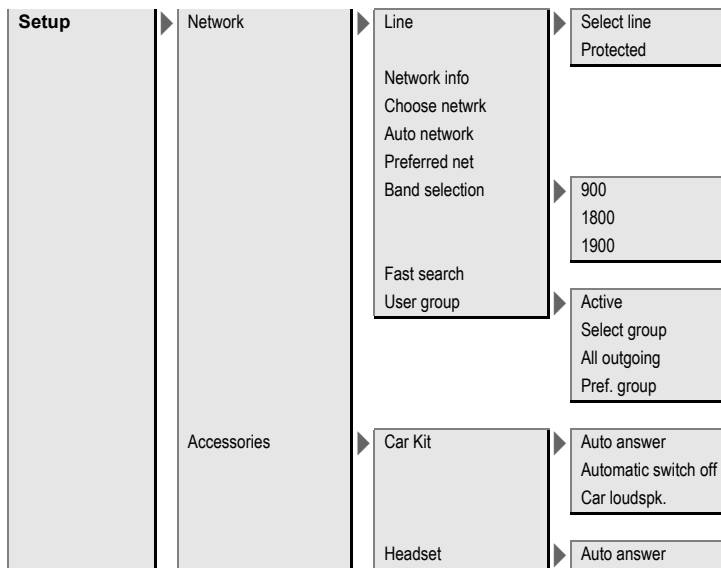 Setup
Network
Line
Select line
Protected
Network info
Choose netwrk
Auto network
Preferred net
Band selection
900
1800
1900
Fast search
User group
Active
Select group
All outgoing
Pref. group
Accessories
Car Kit
Auto answer
Automatic switch off
Car loudspk.
Headset
Auto answer